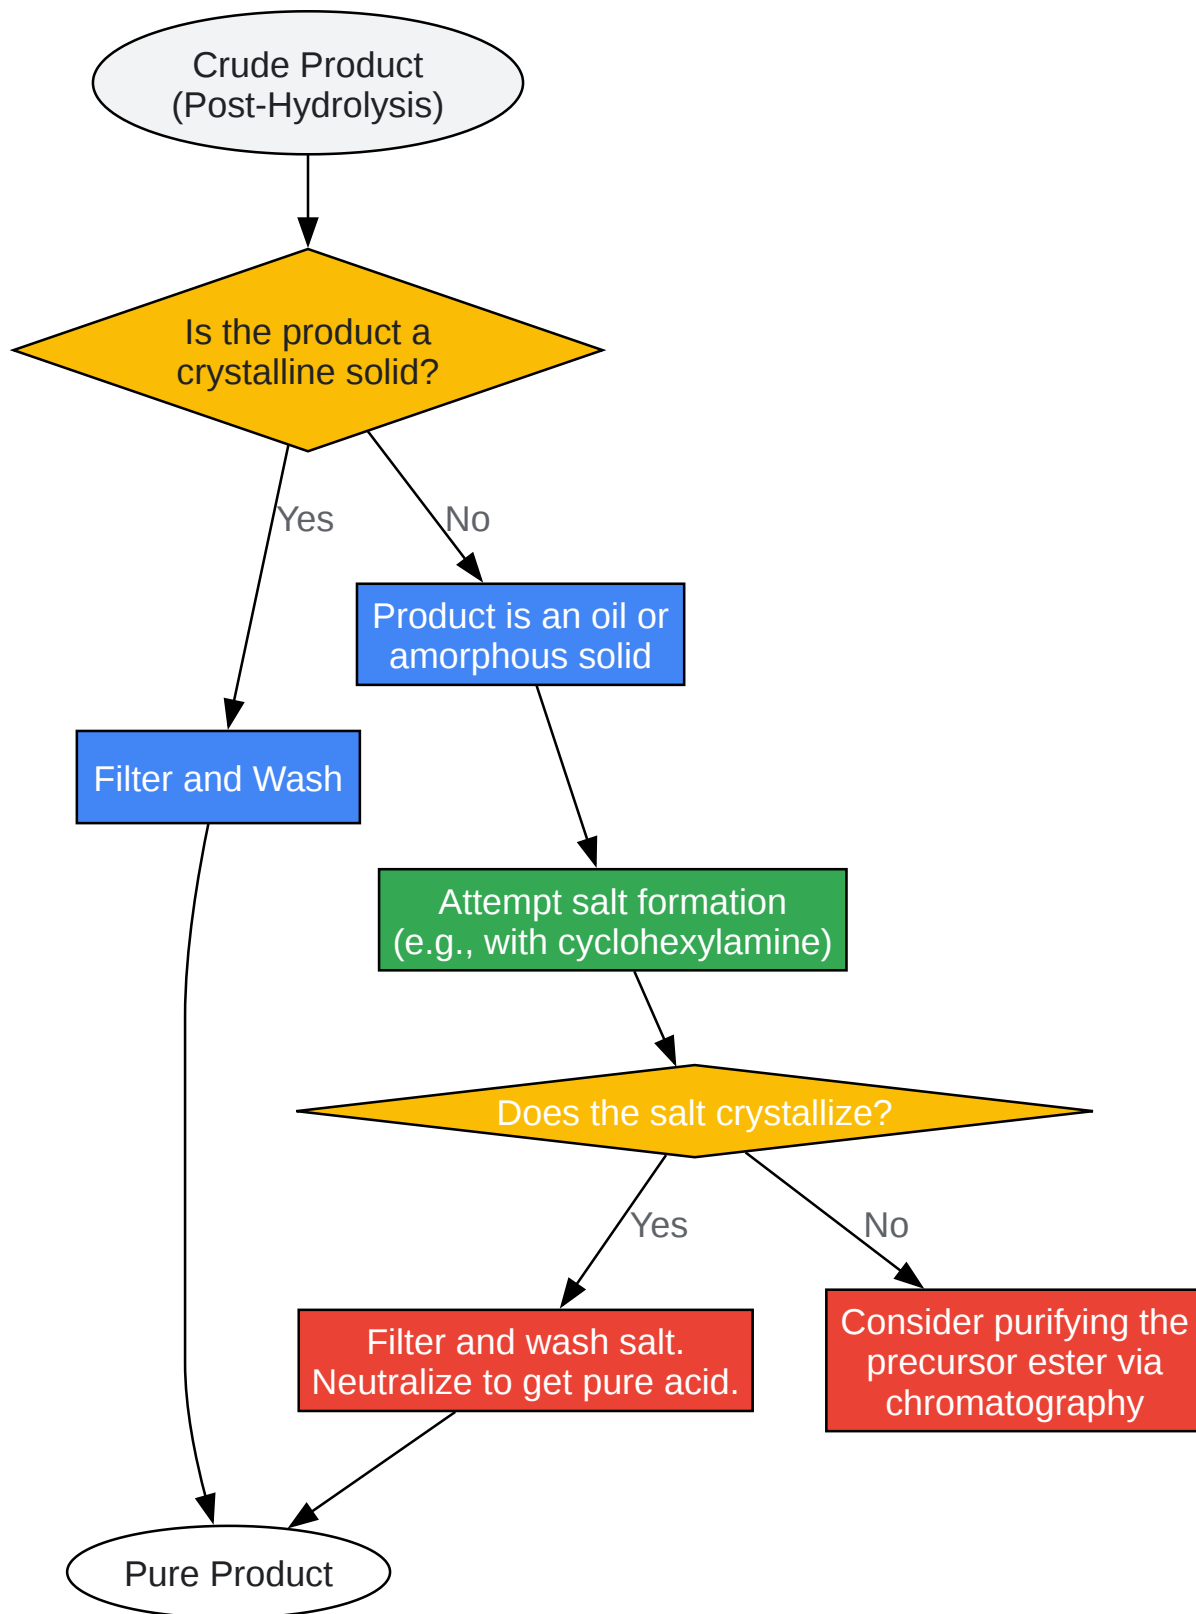 Crude Product
(Post-Hydrolysis)
Is the product a
crystalline solid?
Yes
No
Product is an oil or
amorphous solid
Filter and Wash
Attempt salt formation
(e.g., with cyclohexylamine)
Does the salt crystallize?
Yes
No
Filter and wash salt.
Neutralize to get pure acid.
Consider purifying the
precursor ester via
chromatography
Pure Product